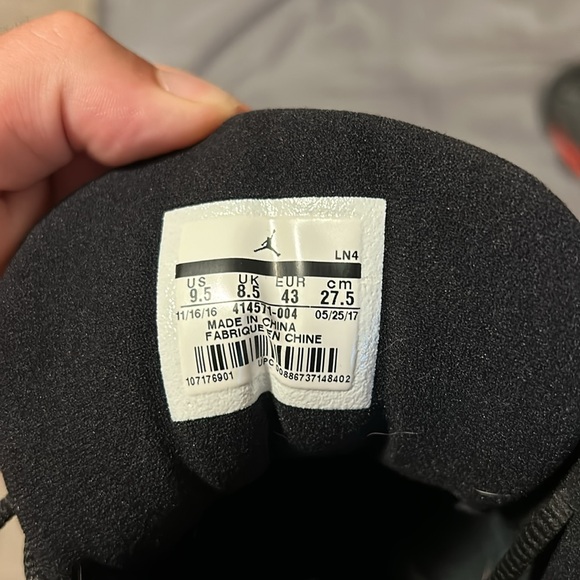 LN4
US UK EUR cm
9.5 8.5 43 27.5
11/16/16 414571-004 05/25/17
MADE IN CHINA
FABRIQUE EN CHINE
UPC 00886737148402
107176901